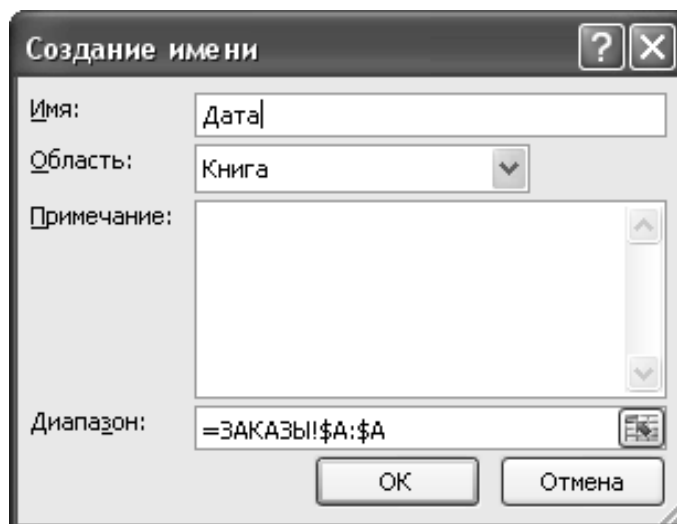 Создание имени
Имя: Дата
Область: Книга
Примечание:
Диапазон: =ЗАКАЗЫ!$A:$A
ОК Отмена